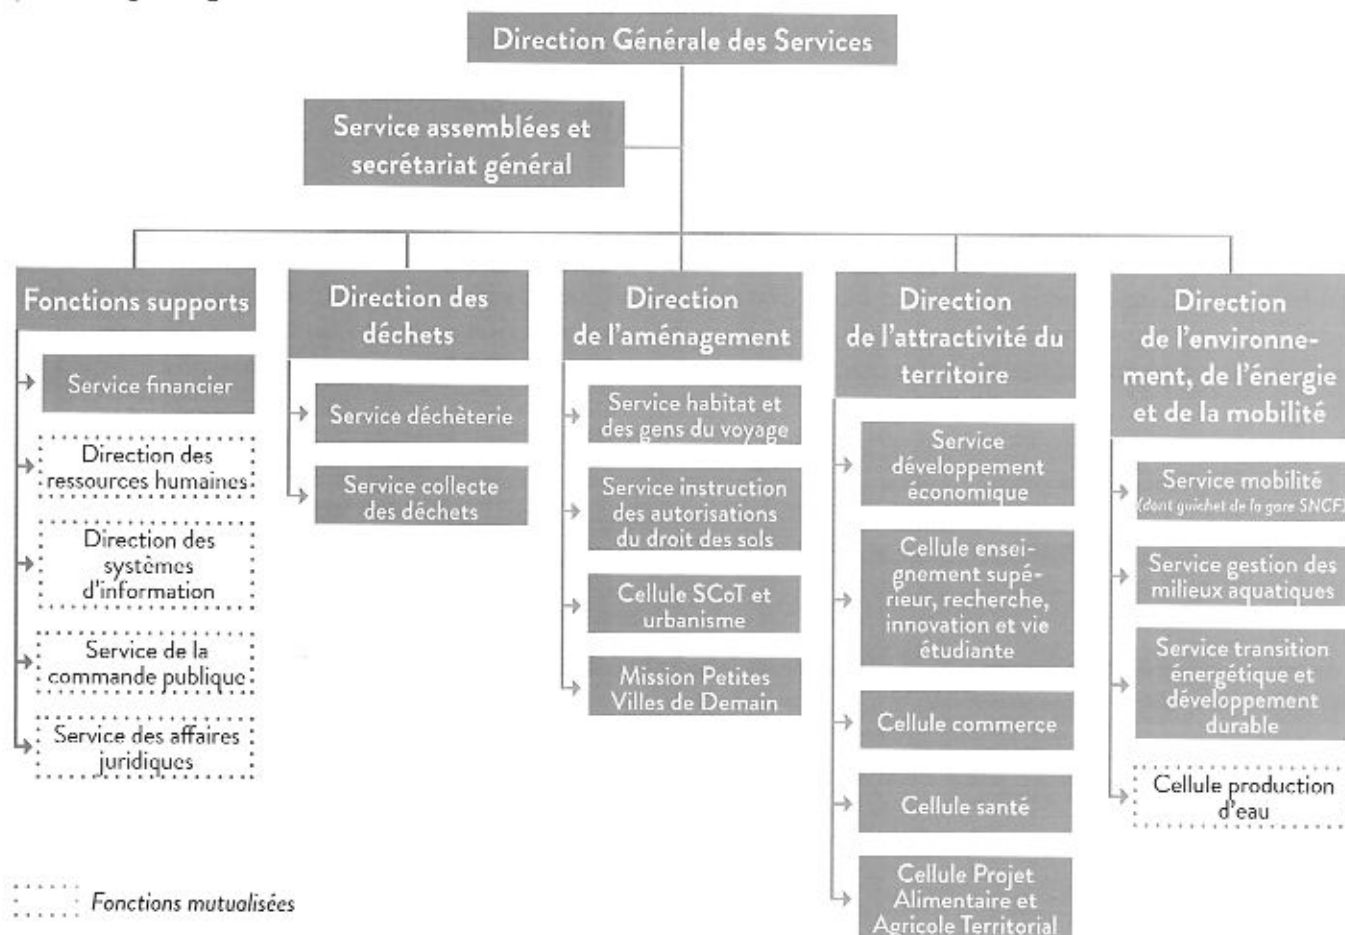 Direction Générale des Services
Service assemblées et
secrétariat général
Fonctions supports
Service financier
Direction des
ressources humaines
Direction des
systèmes
d'information
Service de la
commande publique
Service des affaires
juridiques
Direction des
déchets
Service déchèterie
Service collecte
des déchets
Direction
de l'aménagement
Service habitat et
des gens du voyage
Service instruction
des autorisations
du droit des sols
Cellule SCoT et
urbanisme
Mission Petites
Villes de Demain
Direction
de l'attractivité du
territoire
Service
développement
économique
Cellule ensei-
gnement supé-
rieur, recherche,
innovation et vie
étudiante
Cellule commerce
Cellule santé
Cellule Projet
Alimentaire et
Agricole Territorial
Direction
de l'environne-
ment, de l'énergie
et de la mobilité
Service mobilité
(dont guichet de la gare SNCF)
Service gestion des
milieux aquatiques
Service transition
énergétique et
développement
durable
Cellule production
d'eau
Fonctions mutualisées